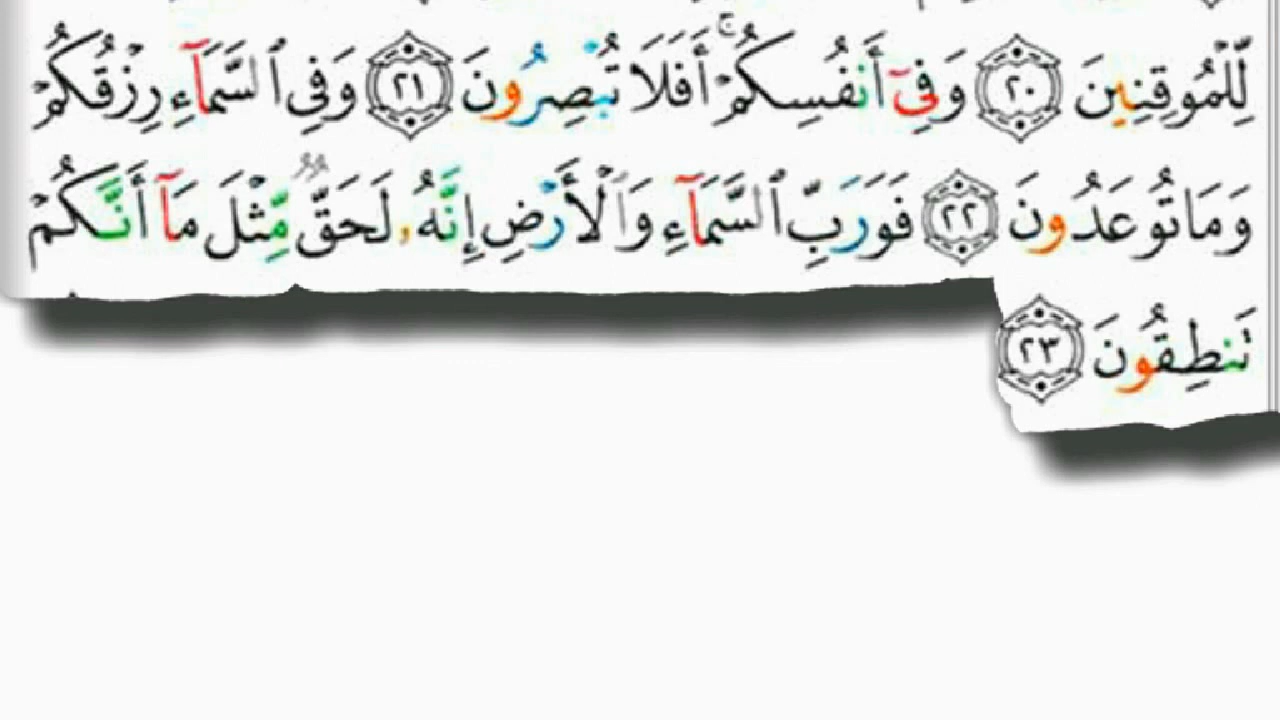 لِّلْمُوقِنِينَ ٢٠ وَفِىٓ أَنفُسِكُمْ ۚ أَفَلَا تُبْصِرُونَ ٢١ وَفِى ٱلسَّمَآءِ رِزْقُكُمْ
وَمَا تُوعَدُونَ ٢٢ فَوَرَبِّ ٱلسَّمَآءِ وَٱلْأَرْضِ إِنَّهُۥ لَحَقٌّ مِّثْلَ مَآ أَنَّكُمْ
تَنطِقُونَ ٢٣